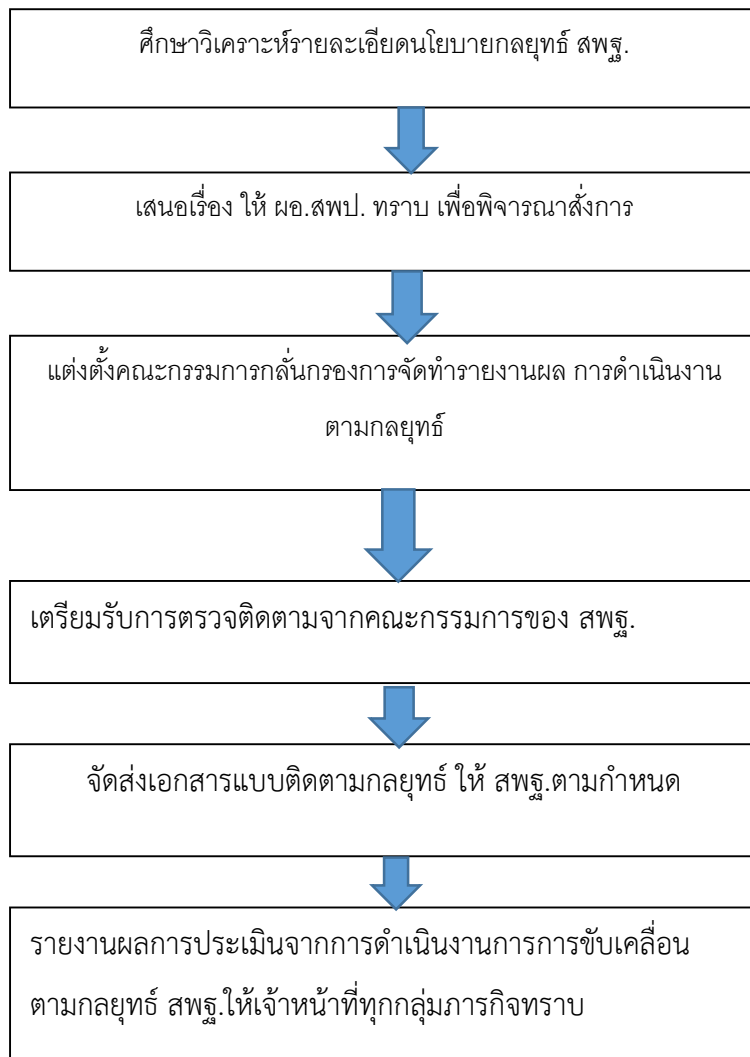 ศึกษาวิเคราะห์รายละเอียดนโยบายกลยุทธ์ สพฐ.
เสนอเรื่อง ให้ ผอ.สพป. ทราบ เพื่อพิจารณาสั่งการ
แต่งตั้งคณะกรรมการกลั่นกรองการจัดทำรายงานผล การดำเนินงาน
ตามกลยุทธ์
เตรียมรับการตรวจติดตามจากคณะกรรมการของ สพฐ.
จัดส่งเอกสารแบบติดตามกลยุทธ์ ให้ สพฐ.ตามกำหนด
รายงานผลการประเมินจากการดำเนินงานการการขับเคลื่อน
ตามกลยุทธ์ สพฐ.ให้เจ้าหน้าที่ทุกกลุ่มภารกิจทราบ